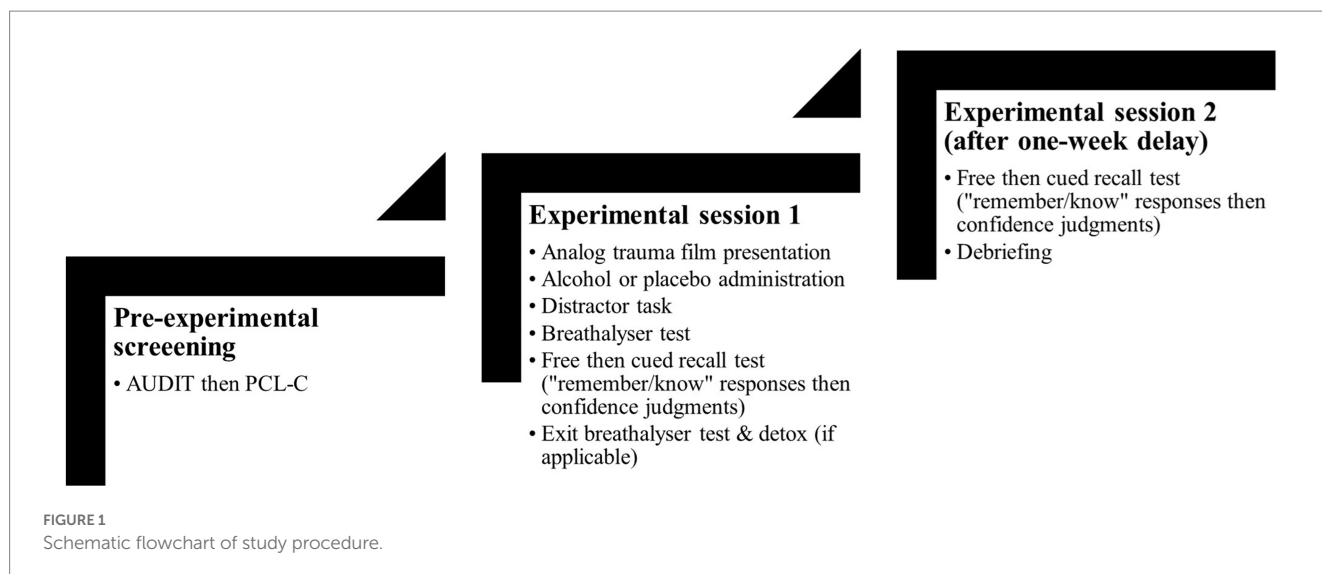 Pre-experimental
screeening
• AUDIT then PCL-C
Experimental session 1
• Analog trauma film presentation
• Alcohol or placebo administration
• Distractor task
• Breathalyser test
• Free then cued recall test
("remember/know" responses then
confidence judgments)
• Exit breathalyser test & detox (if
applicable)
Experimental session 2
(after one-week delay)
• Free then cued recall test
("remember/know" responses then
confidence judgments)
• Debriefing
FIGURE 1
Schematic flowchart of study procedure.